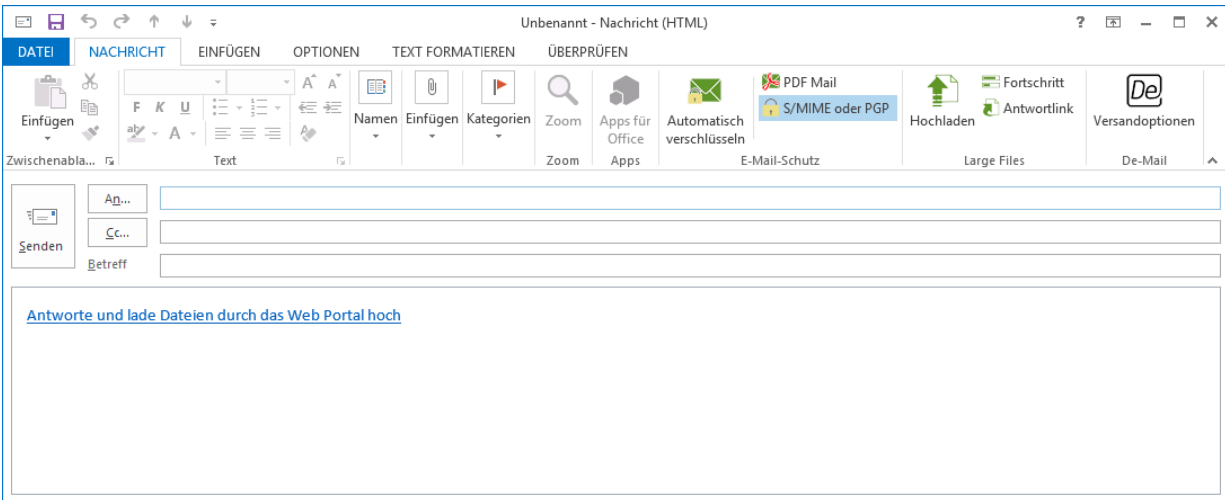 Unbenannt - Nachricht (HTML) ?
DATEI NACHRICHT EINFÜGEN OPTIONEN TEXT FORMATIEREN ÜBERPRÜFEN
Einfügen
Zwischenabla...
F K U
A A
ab A
Text
Namen
Einfügen
Kategorien
Zoom
Zoom
Apps für
Office
Apps
Automatisch
verschlüsseln
PDF Mail
S/MIME oder PGP
E-Mail-Schutz
Hochladen
Fortschritt
Antwortlink
Large Files
De
Versandoptionen
De-Mail
Senden
An...
Cc...
Betreff
Antworte und lade Dateien durch das Web Portal hoch